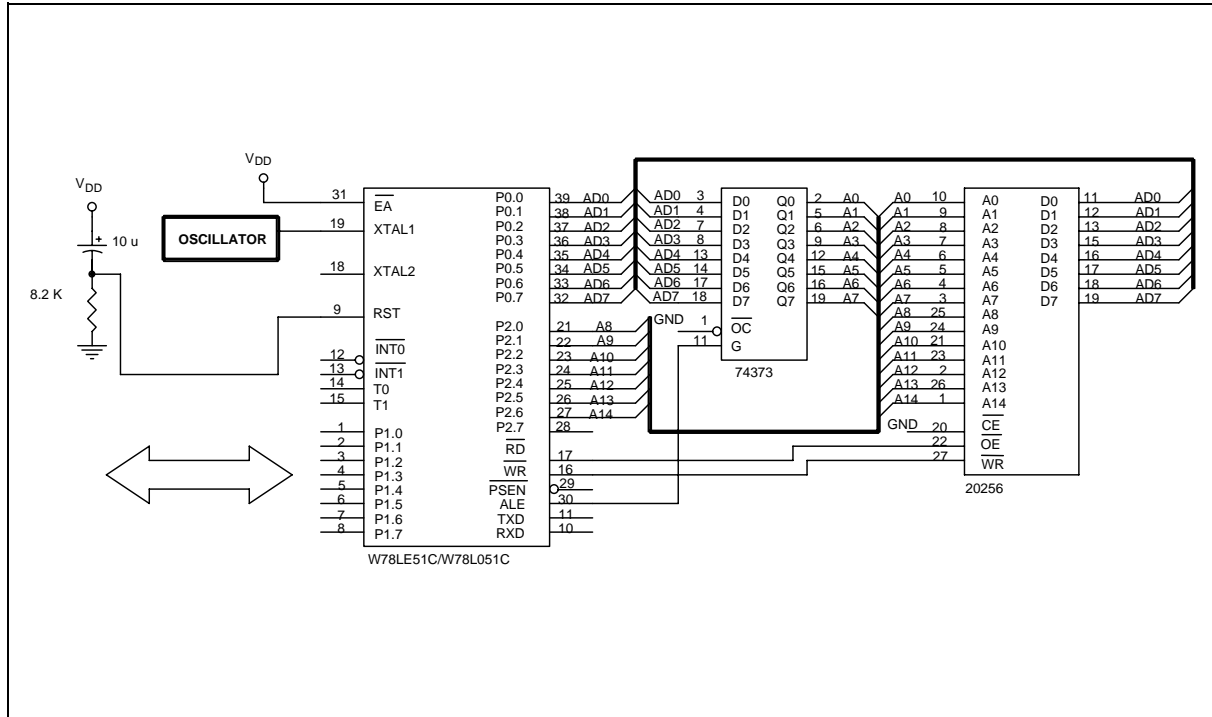 VDD
VDD
10 u
8.2 K
OSCILLATOR
31 EA
19 XTAL1
18 XTAL2
9 RST
12 INT0
13 INT1
14 T0
15 T1
1 P1.0
2 P1.1
3 P1.2
4 P1.3
5 P1.4
6 P1.5
7 P1.6
8 P1.7
P0.0 39 AD0
P0.1 38 AD1
P0.2 37 AD2
P0.3 36 AD3
P0.4 35 AD4
P0.5 34 AD5
P0.6 33 AD6
P0.7 32 AD7
P2.0 21 A8
P2.1 22 A9
P2.2 23 A10
P2.3 24 A11
P2.4 25 A12
P2.5 26 A13
P2.6 27 A14
P2.7 28
RD 17
WR 16
PSEN 29
ALE 30
TXD 11
RXD 10
W78LE51C/W78L051C
AD0 3 D0 Q0 2 A0
AD1 4 D1 Q1 5 A1
AD2 7 D2 Q2 6 A2
AD3 8 D3 Q3 9 A3
AD4 13 D4 Q4 12 A4
AD5 14 D5 Q5 15 A5
AD6 17 D6 Q6 16 A6
AD7 18 D7 Q7 19 A7
GND 1 OC
11 G
74373
A0 10 A0 D0 11 AD0
A1 9 A1 D1 12 AD1
A2 8 A2 D2 13 AD2
A3 7 A3 D3 15 AD3
A4 6 A4 D4 16 AD4
A5 5 A5 D5 17 AD5
A6 4 A6 D6 18 AD6
A7 3 A7 D7 19 AD7
A8 25 A8
A9 24 A9
A10 21 A10
A11 23 A11
A12 2 A12
A13 26 A13
A14 1 A14
GND 20 CE
22 OE
27 WR
20256